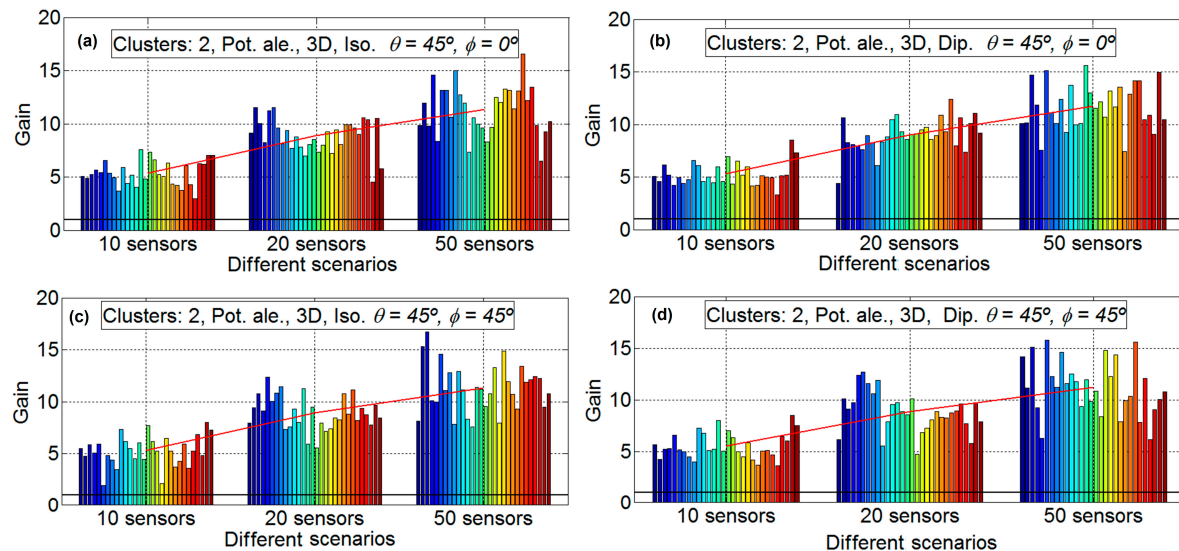 20
(a) Clusters: 2, Pot. ale., 3D, Iso. θ = 45º, ϕ = 0º
15
Gain
10
5
0
10 sensors 20 sensors 50 sensors
Different scenarios
20
(b) Clusters: 2, Pot. ale., 3D, Dip. θ = 45º, ϕ = 0º
15
Gain
10
5
0
10 sensors 20 sensors 50 sensors
Different scenarios
20
(c) Clusters: 2, Pot. ale., 3D, Iso. θ = 45º, ϕ = 45º
15
Gain
10
5
0
10 sensors 20 sensors 50 sensors
Different scenarios
20
(d) Clusters: 2, Pot. ale., 3D, Dip. θ = 45º, ϕ = 45º
15
Gain
10
5
0
10 sensors 20 sensors 50 sensors
Different scenarios